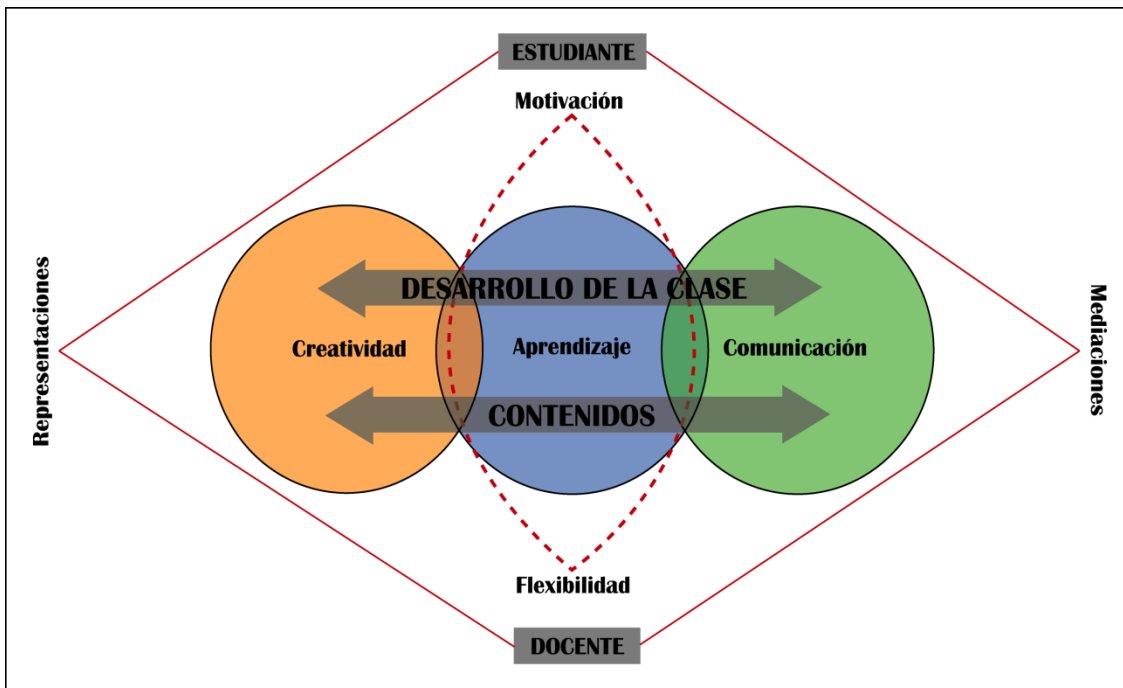 ESTUDIANTE
Motivación
Representaciones
DESARROLLO DE LA CLASE
Creatividad
Aprendizaje
Comunicación
Mediaciones
CONTENIDOS
Flexibilidad
DOCENTE